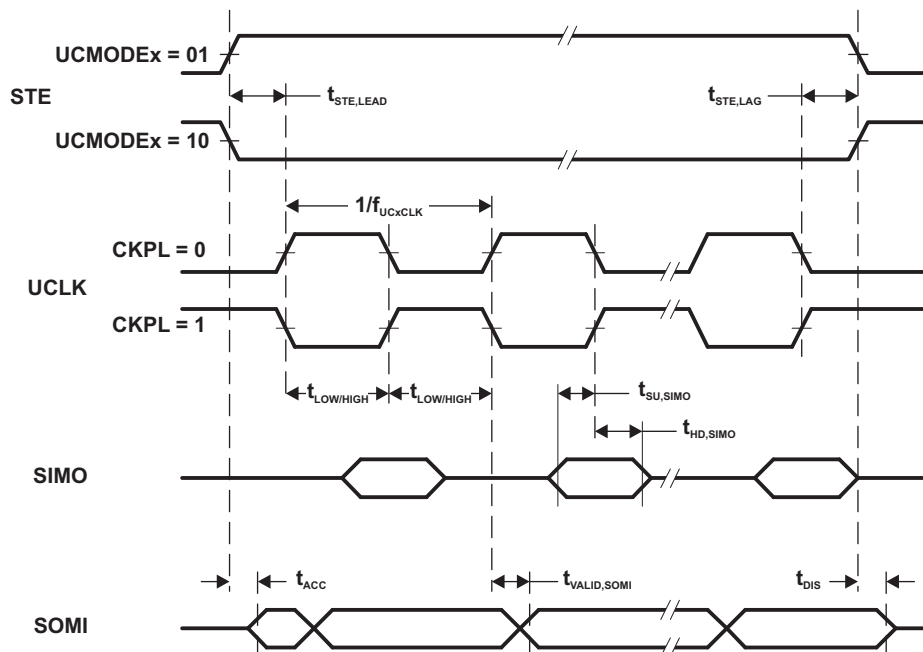 UCMODEx = 01
STE
t_STE,LEAD
t_STE,LAG
UCMODEx = 10
1/f_UCxCLK
CKPL = 0
UCLK
CKPL = 1
t_LOW/HIGH
t_LOW/HIGH
t_SU,SIMO
t_HD,SIMO
SIMO
t_ACC
t_VALID,SOMI
t_DIS
SOMI